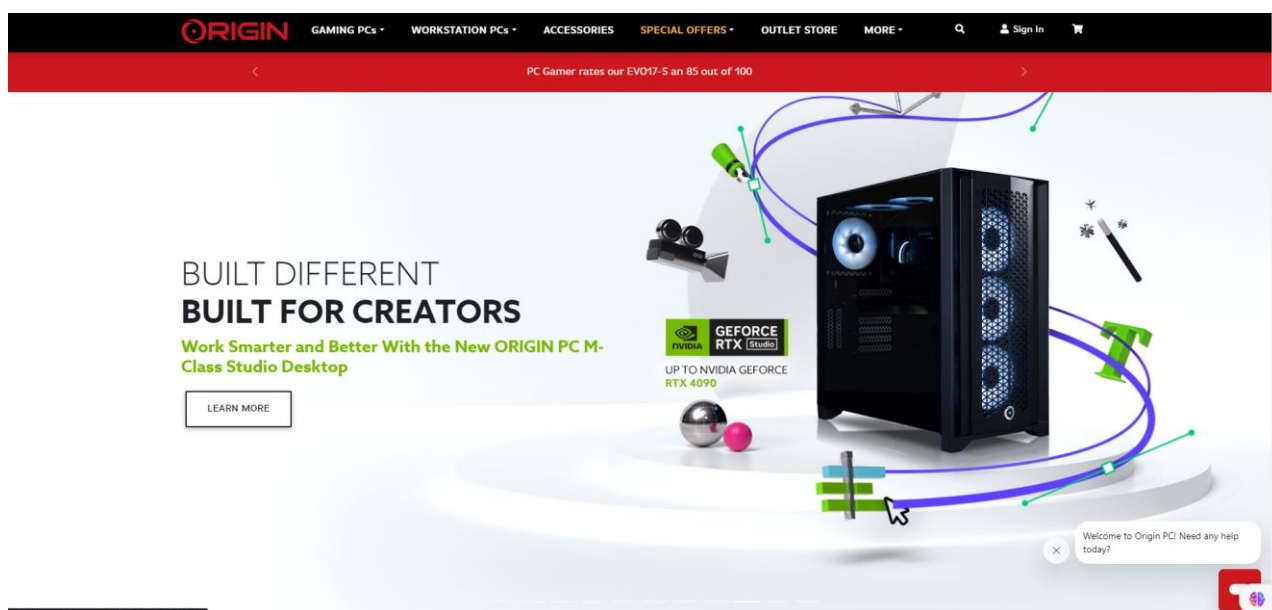 ORIGIN
GAMING PCs
WORKSTATION PCs
ACCESSORIES
SPECIAL OFFERS
OUTLET STORE
MORE
Sign In
PC Gamer rates our EVO17-S an 85 out of 100
BUILT DIFFERENT
BUILT FOR CREATORS
Work Smarter and Better With the New ORIGIN PC M-
Class Studio Desktop
LEARN MORE
NVIDIA
GEFORCE
RTX Studio
UP TO NVIDIA GEFORCE
RTX 4090
T
Welcome to Origin PC! Need any help
today?